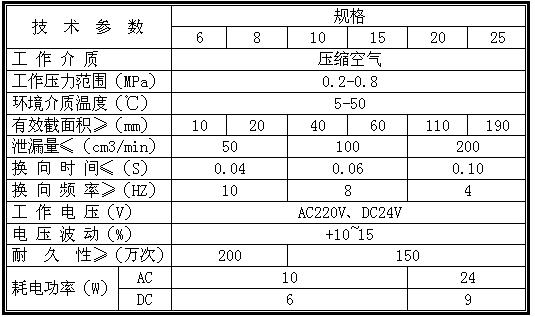 技 术 参 数 规格
6 8 10 15 20 25
工 作 介 质 压缩空气
工作压力范围(MPa) 0.2-0.8
环境介质温度(℃) 5-50
有效截面积≥(mm) 10 20 40 60 110 190
泄漏量≤(cm3/min) 50 100 200
换 向 时 间≤(S) 0.04 0.06 0.10
换 向 频 率≥(HZ) 10 8 4
工 作 电 压(V) AC220V、DC24V
电 压 波 动(%) +10~15
耐 久 性≥(万次) 200 150
耗电功率(W) AC 10 24
DC 6 9